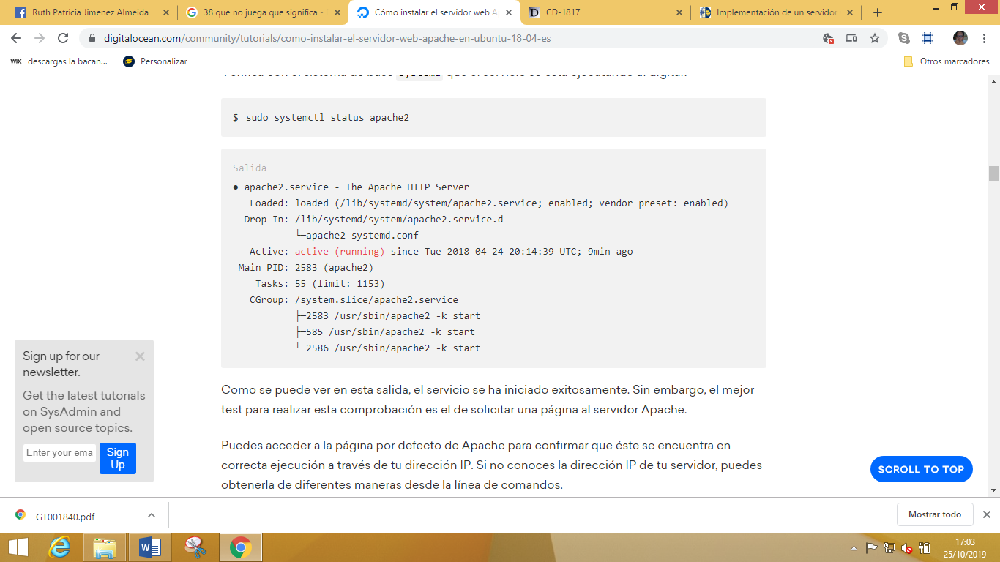 Ruth Patricia Jimenez Almeida
38 que no juega que significa -
Cómo instalar el servidor web A
CD-1817
Implementación de un servidor
digitalocean.com/community/tutorials/como-instalar-el-servidor-web-apache-en-ubuntu-18-04-es
WIX descargas la bacan...
Personalizar
Otros marcadores
$ sudo systemctl status apache2
Salida
● apache2.service - The Apache HTTP Server
Loaded: loaded (/lib/systemd/system/apache2.service; enabled; vendor preset: enabled)
Drop-In: /lib/systemd/system/apache2.service.d
└─apache2-systemd.conf
Active: active (running) since Tue 2018-04-24 20:14:39 UTC; 9min ago
Main PID: 2583 (apache2)
Tasks: 55 (limit: 1153)
CGroup: /system.slice/apache2.service
├─2583 /usr/sbin/apache2 -k start
├─585 /usr/sbin/apache2 -k start
└─2586 /usr/sbin/apache2 -k start
Como se puede ver en esta salida, el servicio se ha iniciado exitosamente. Sin embargo, el mejor
test para realizar esta comprobación es el de solicitar una página al servidor Apache.
Puedes acceder a la página por defecto de Apache para confirmar que éste se encuentra en
correcta ejecución a través de tu dirección IP. Si no conoces la dirección IP de tu servidor, puedes
obtenerla de diferentes maneras desde la línea de comandos.
Sign up for our
newsletter.
Get the latest tutorials
on SysAdmin and
open source topics.
Enter your ema
Sign
Up
SCROLL TO TOP
GT001840.pdf
Mostrar todo
17:03
25/10/2019